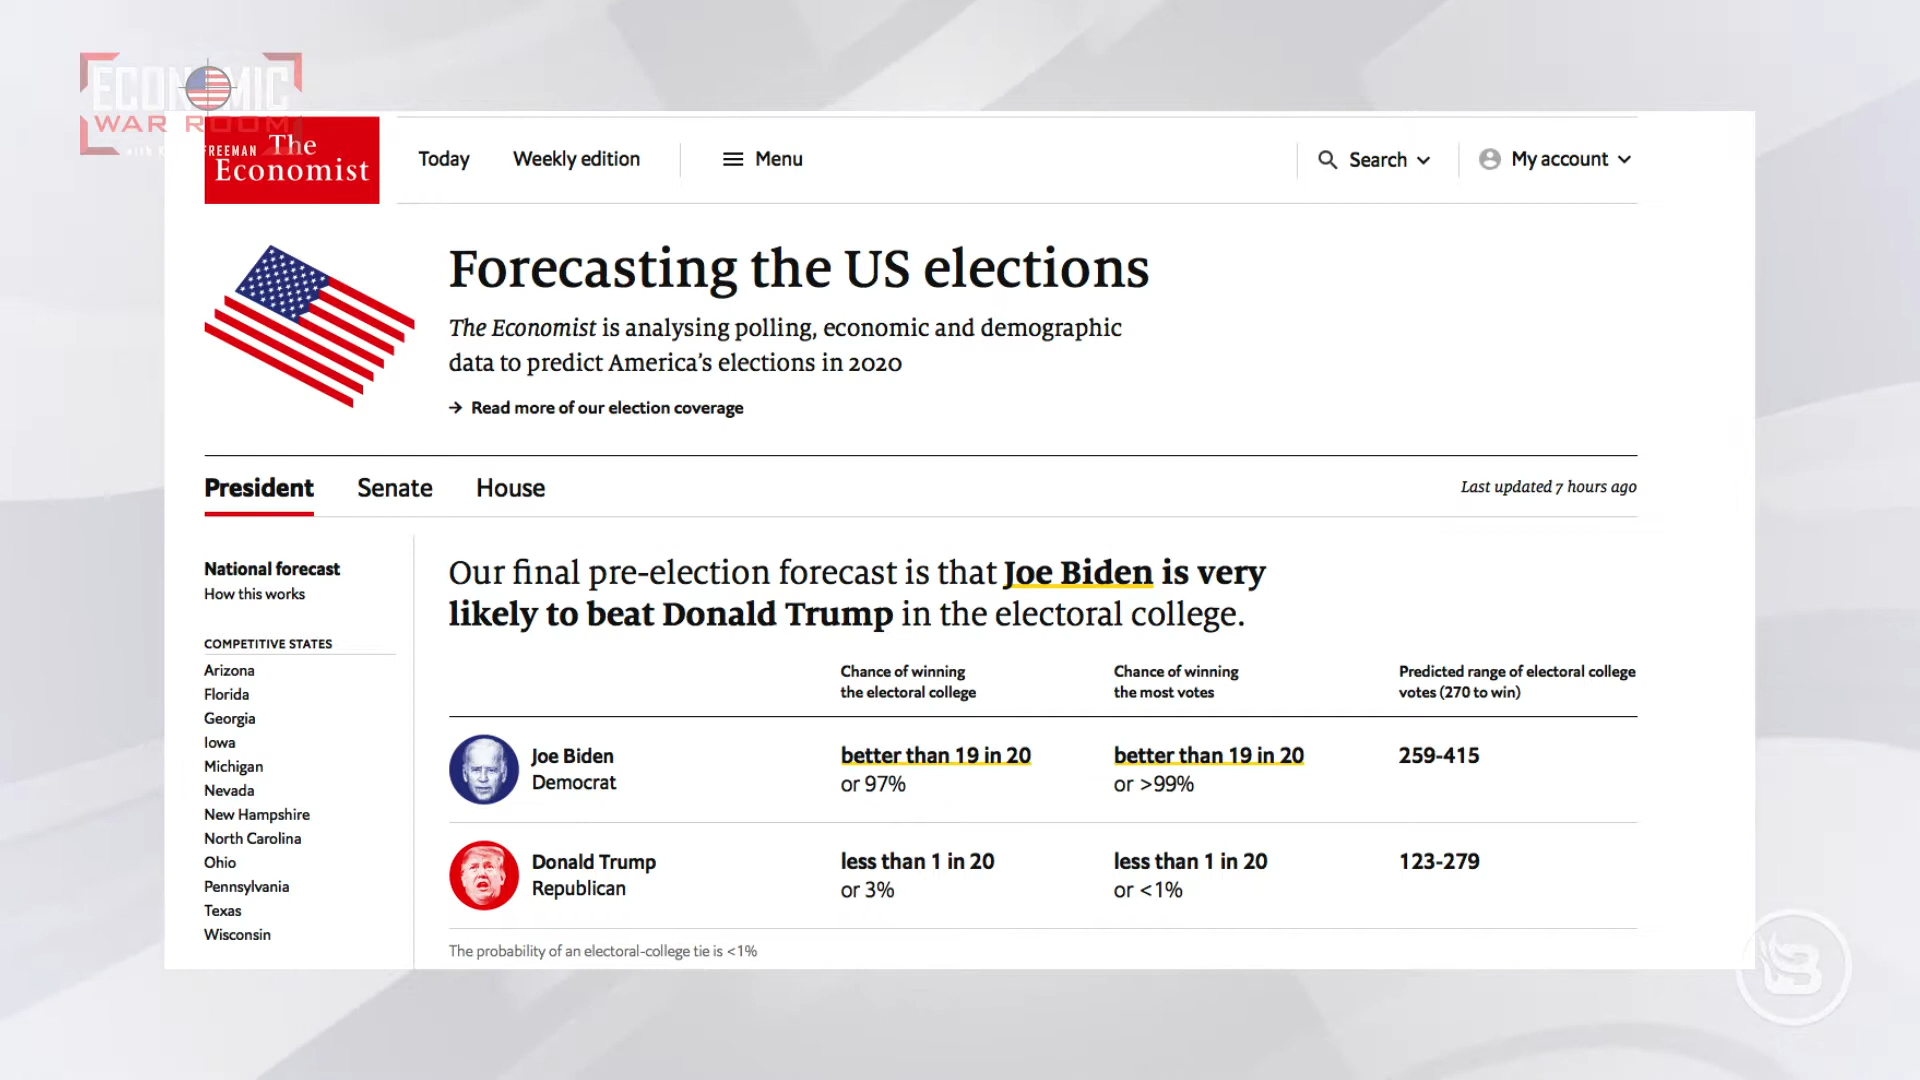 ECONOMIC
WAR ROOM
FREEMAN
The
Economist
Today
Weekly edition
Menu
Search
My account
Forecasting the US elections
The Economist is analysing polling, economic and demographic
data to predict America's elections in 2020
→ Read more of our election coverage
President
Senate
House
Last updated 7 hours ago
National forecast
How this works
COMPETITIVE STATES
Arizona
Florida
Georgia
Iowa
Michigan
Nevada
New Hampshire
North Carolina
Ohio
Pennsylvania
Texas
Wisconsin
Our final pre-election forecast is that Joe Biden is very
likely to beat Donald Trump in the electoral college.
Chance of winning
the electoral college
Chance of winning
the most votes
Predicted range of electoral college
votes (270 to win)
Joe Biden
Democrat
better than 19 in 20
or 97%
better than 19 in 20
or >99%
259-415
Donald Trump
Republican
less than 1 in 20
or 3%
less than 1 in 20
or <1%
123-279
The probability of an electoral-college tie is <1%
B